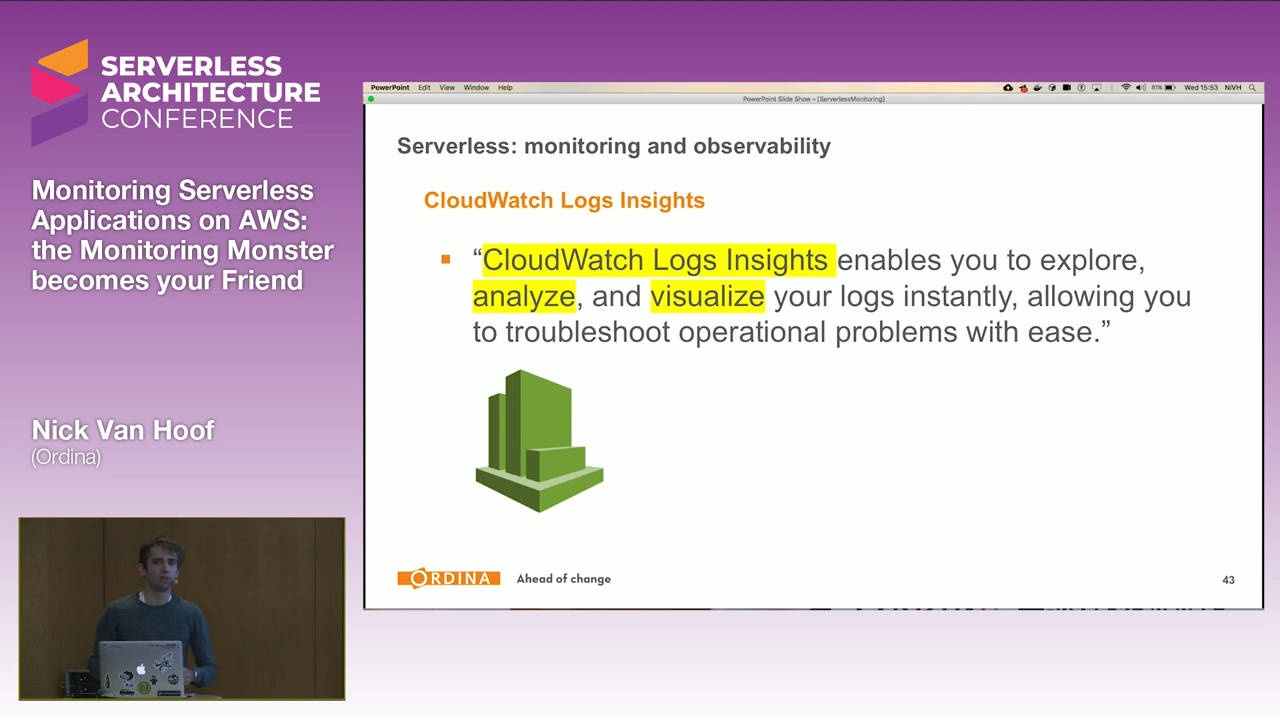 SERVERLESS
ARCHITECTURE
CONFERENCE
Monitoring Serverless
Applications on AWS:
the Monitoring Monster
becomes your Friend
Nick Van Hoof
(Ordina)
PowerPoint Edit View Window Help
81% Wed 15:53 NiVH
PowerPoint Slide Show - [ServerlessMonitoring]
Serverless: monitoring and observability
CloudWatch Logs Insights
“CloudWatch Logs Insights enables you to explore,
analyze, and visualize your logs instantly, allowing you
to troubleshoot operational problems with ease.”
ORDINA Ahead of change
43